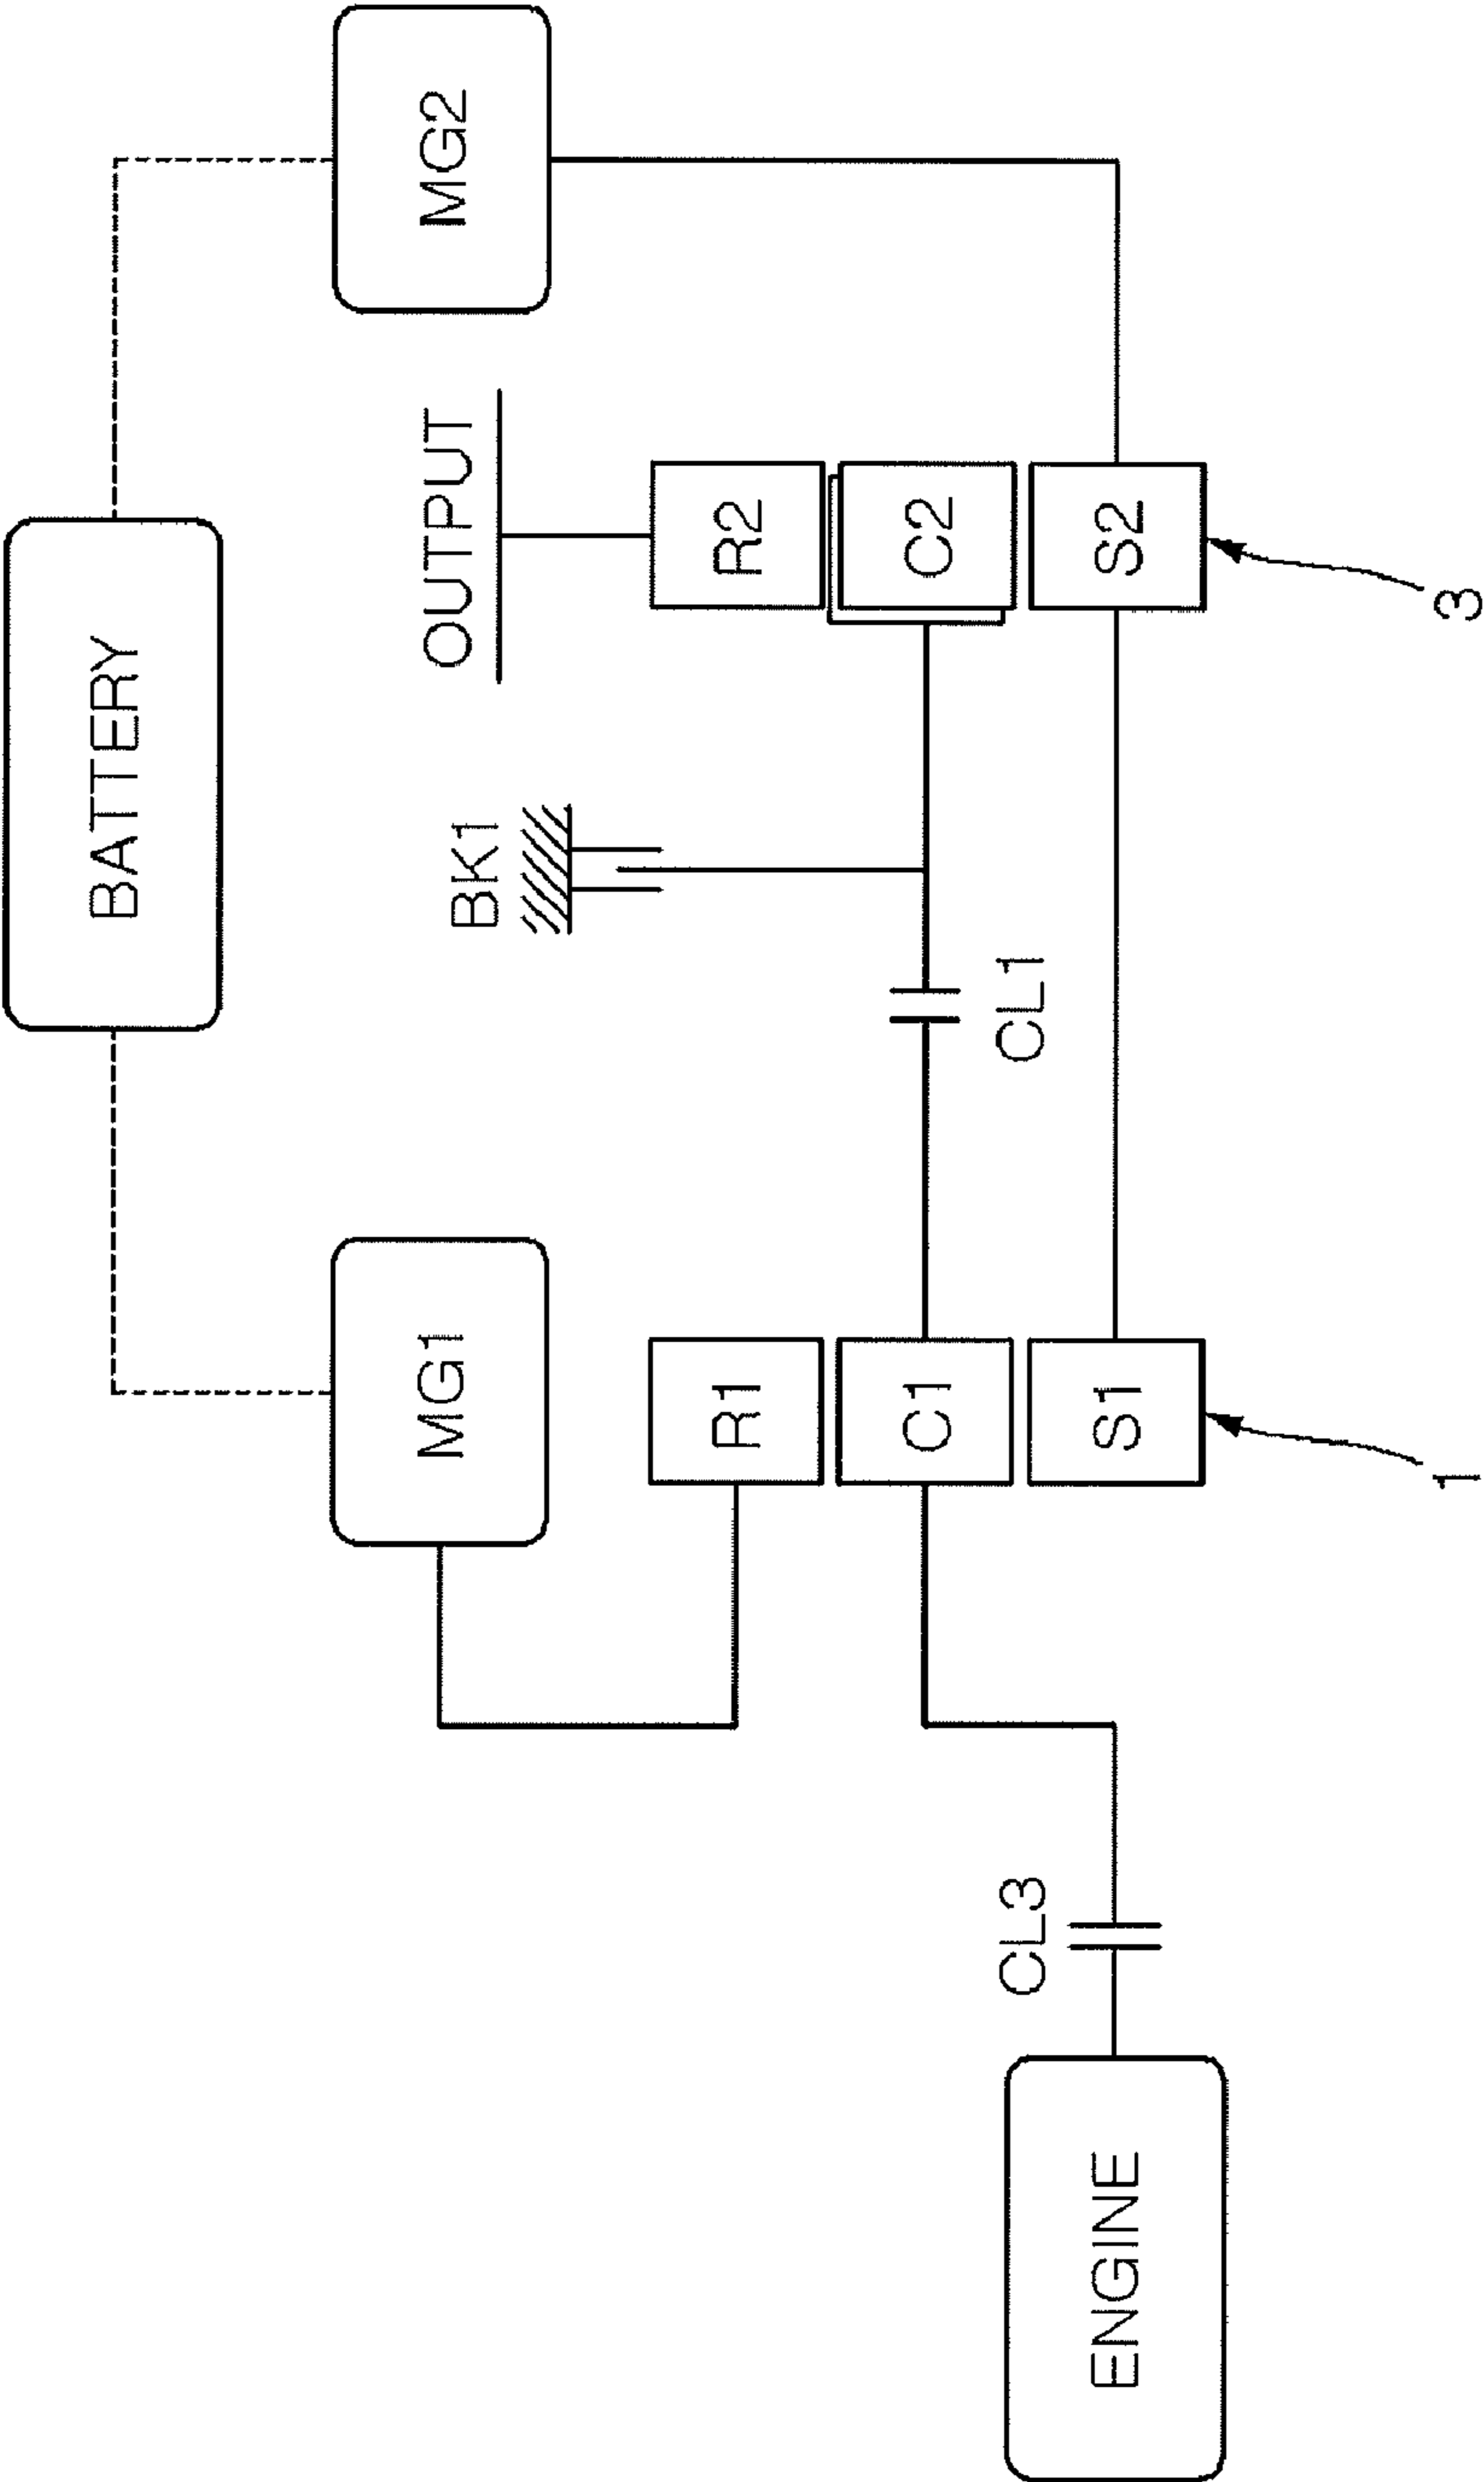 BATTERY
MG1
MG2
OUTPUT
BK1
R1
R2
C1
C2
CL1
CL3
S1
S2
ENGINE
1
3